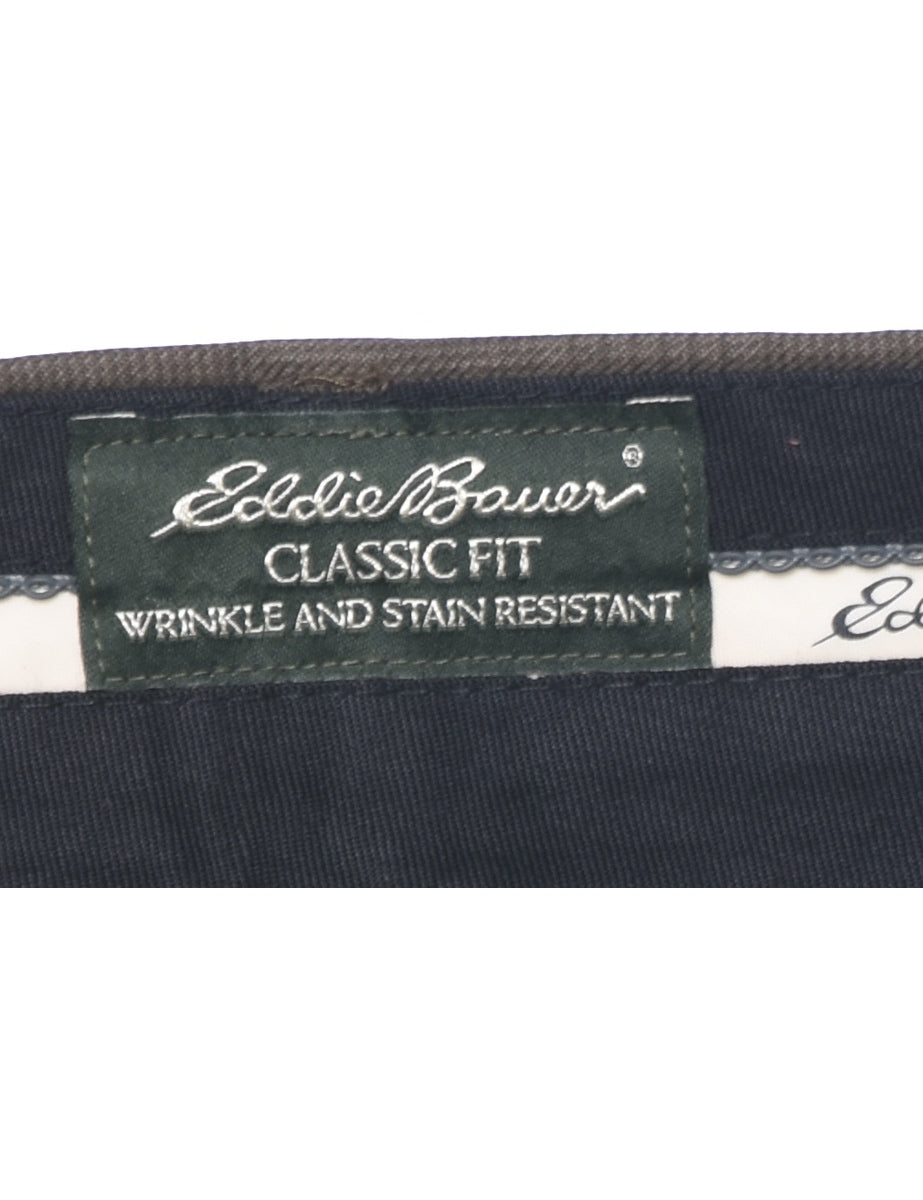 Eddie Bauer®
CLASSIC FIT
WRINKLE AND STAIN RESISTANT